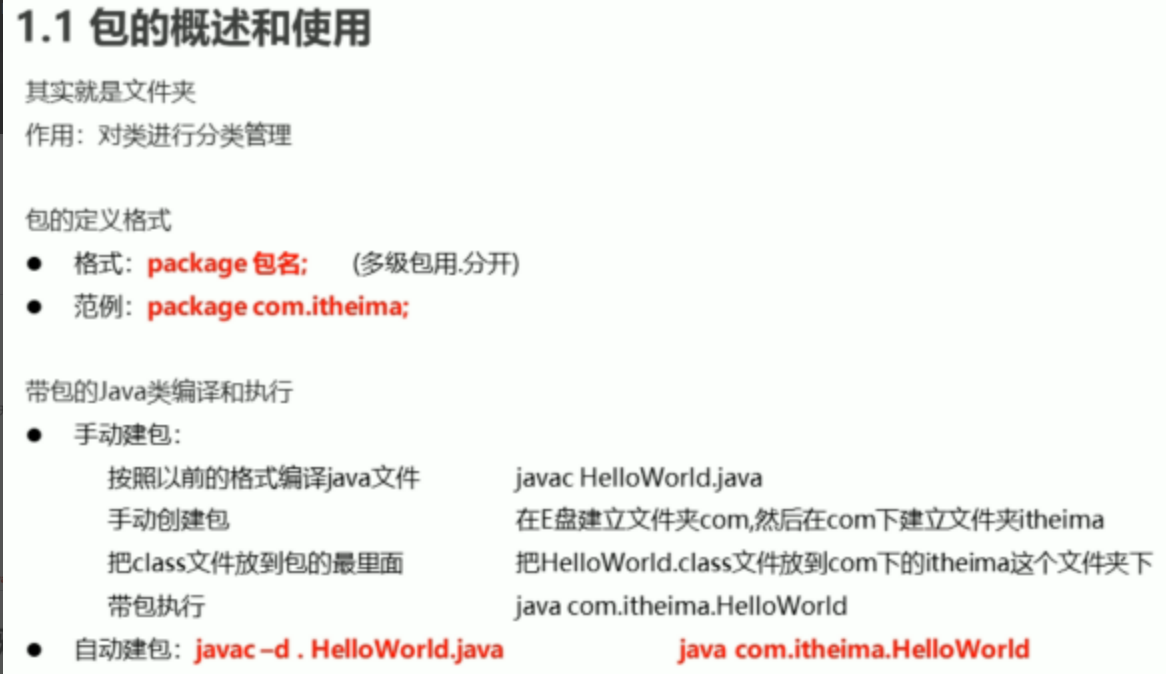 1.1 包的概述和使用
其实就是文件夹
作用：对类进行分类管理
包的定义格式
● 格式：package 包名; (多级包用.分开)
● 范例：package com.itheima;
带包的Java类编译和执行
● 手动建包：
按照以前的格式编译java文件 javac HelloWorld.java
手动创建包 在E盘建立文件夹com,然后在com下建立文件夹itheima
把class文件放到包的最里面 把HelloWorld.class文件放到com下的itheima这个文件夹下
带包执行 java com.itheima.HelloWorld
● 自动建包：javac –d . HelloWorld.java java com.itheima.HelloWorld